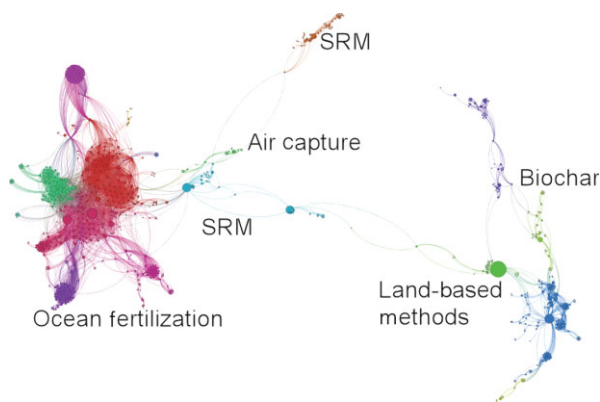 SRM
Air capture
Biochar
SRM
Land-based
methods
Ocean fertilization